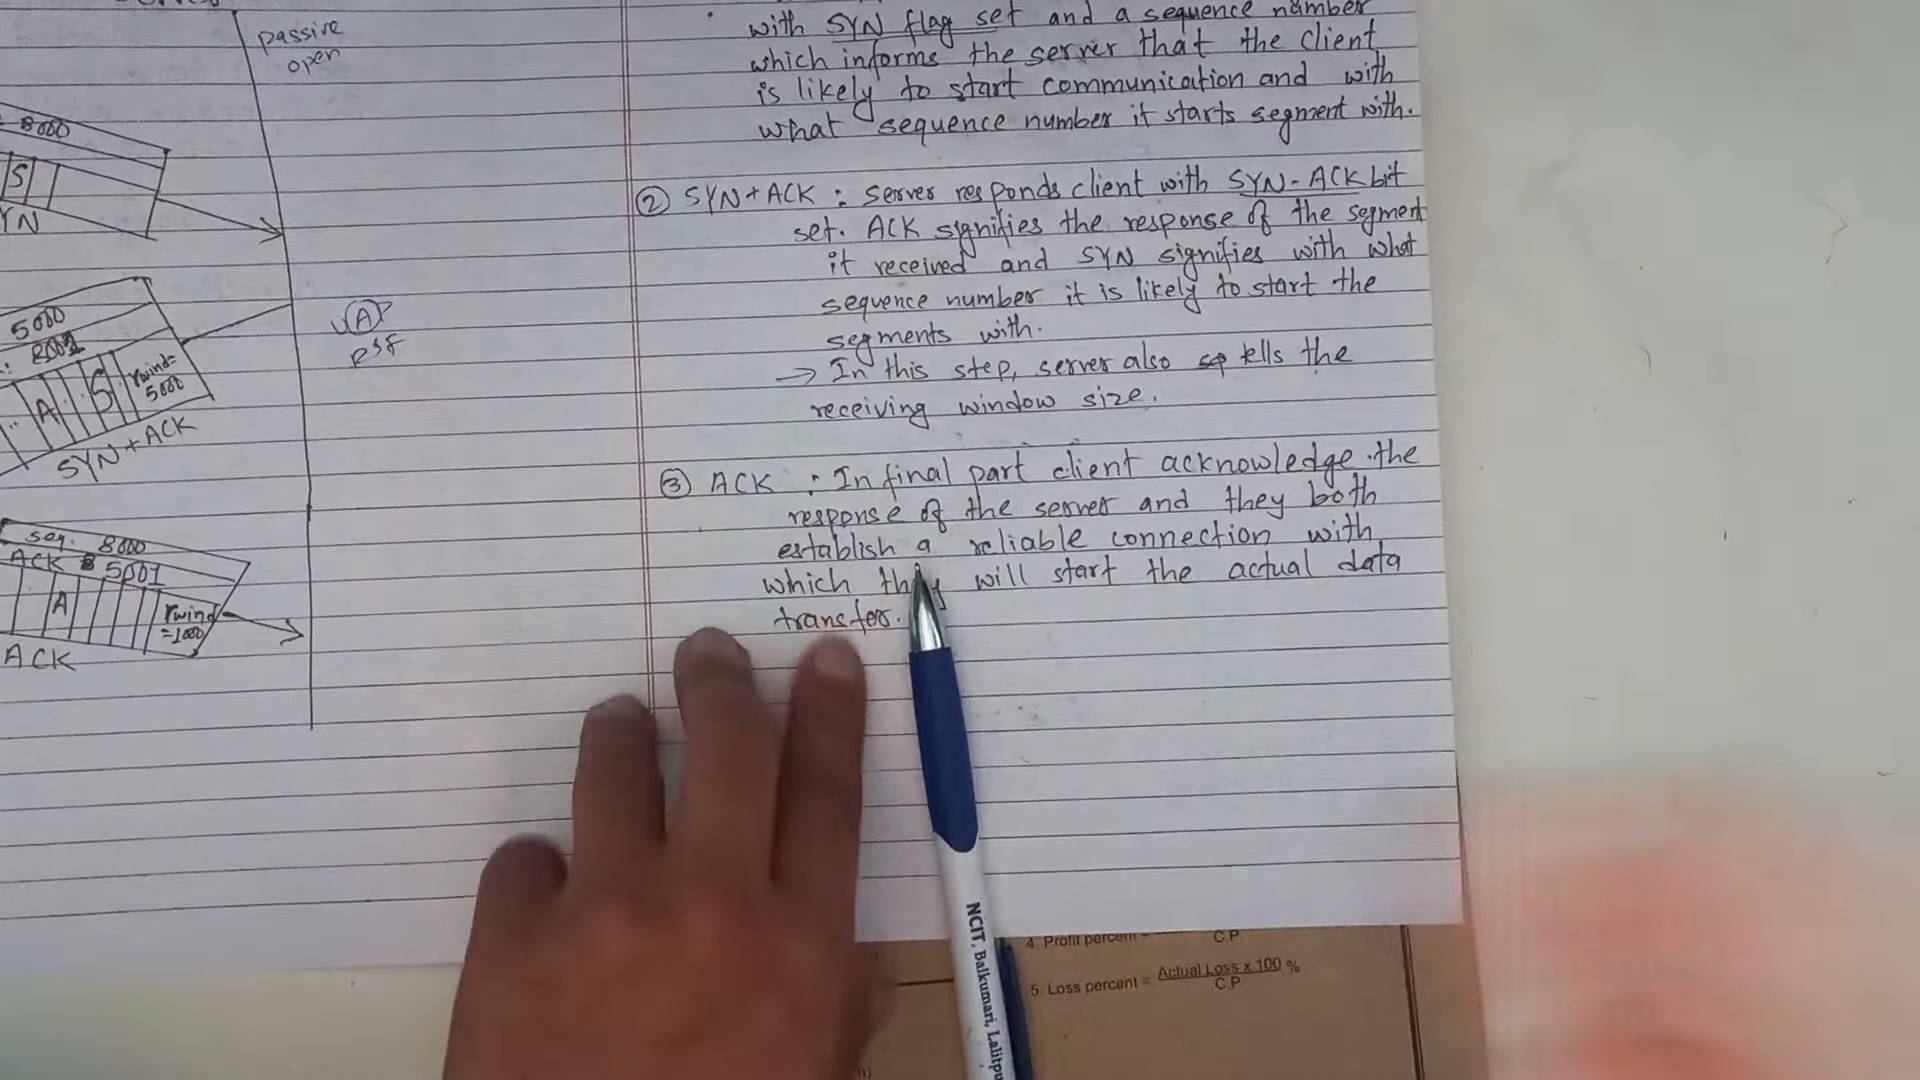 passive
open
8000
S
YN
5000
8001
A S rwind=
5000
SYN+ACK
(A)
RSF
seq. 8000
ACK 5001
A rwind
=1000
ACK
with SYN flag set and a sequence number
which informs the server that the client
is likely to start communication and with
what sequence number it starts segment with.
② SYN+ACK : server responds client with SYN-ACK bit
set. ACK signifies the response of the segment
it received and SYN signifies with what
sequence number it is likely to start the
segments with.
→ In this step, server also tells the
receiving window size.
③ ACK : In final part client acknowledge the
response of the server and they both
establish a reliable connection with
which they will start the actual data
transfer.
NCIT, Balkumari, Lalitpu
4. Profit percent =
C.P
5. Loss percent = Actual Loss x 100 %
C.P